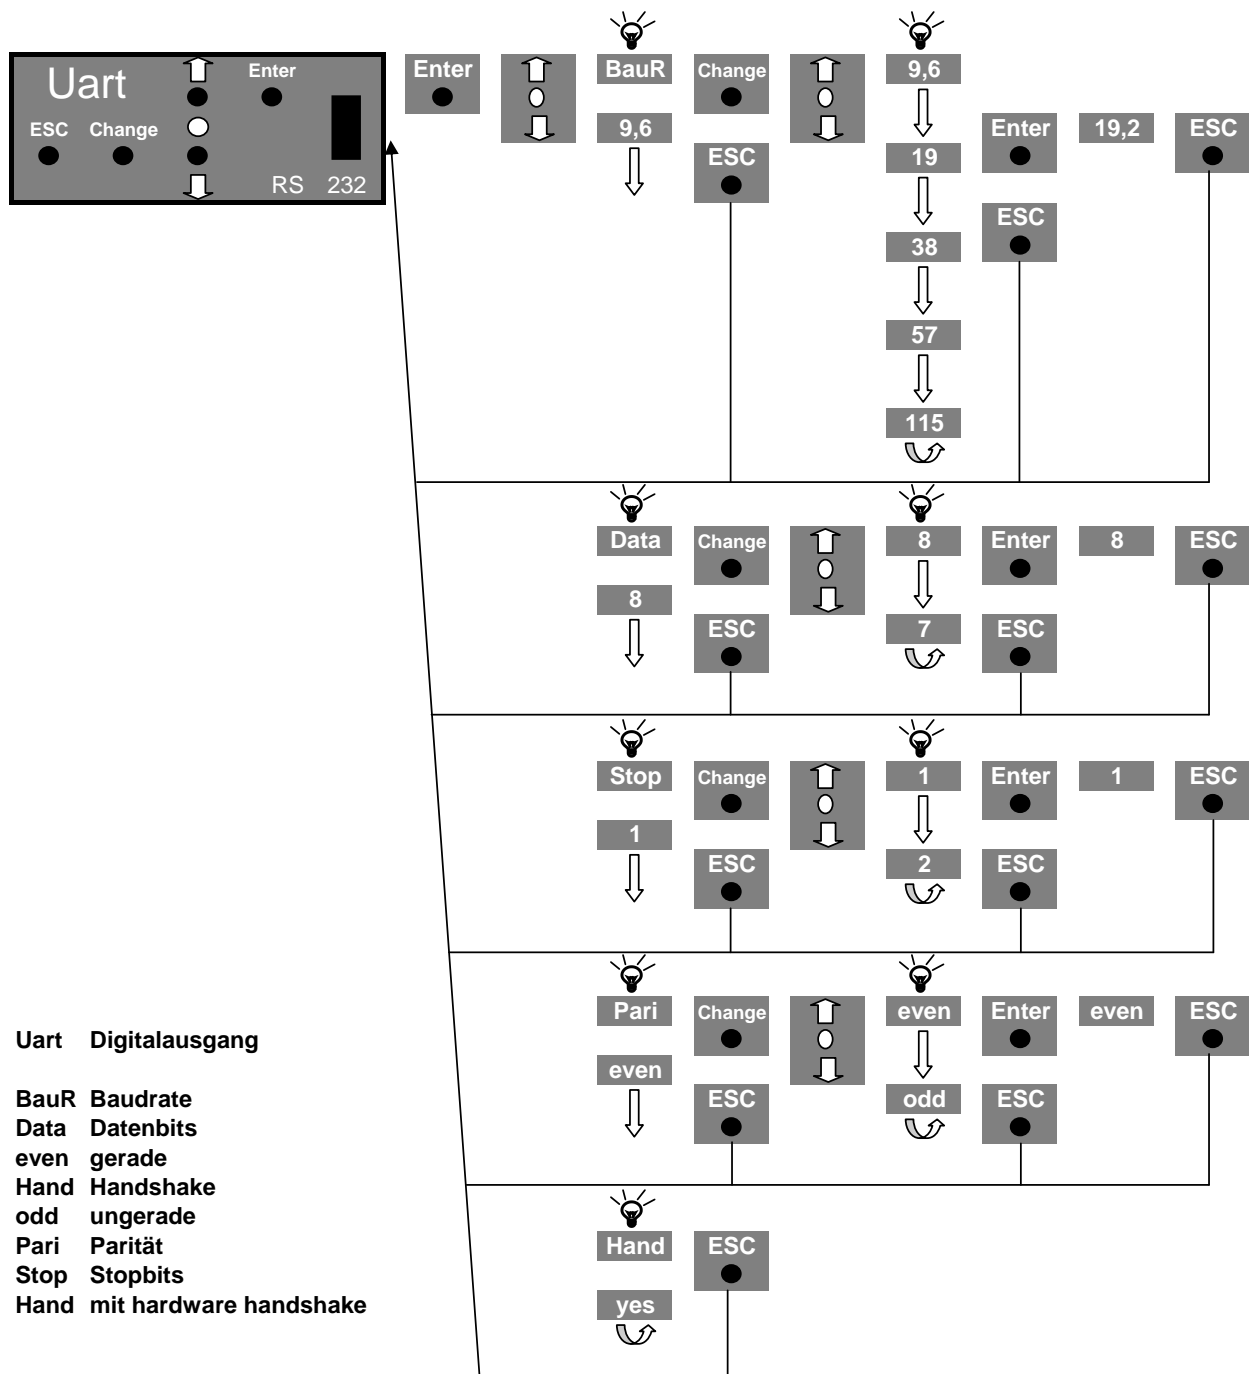 Uart Enter
ESC Change
RS 232
Enter BauR Change 9,6
9,6 Enter 19,2 ESC
ESC 19
ESC
38
57
115
Data Change 8 Enter 8 ESC
8
ESC 7 ESC
Stop Change 1 Enter 1 ESC
1
ESC 2 ESC
Pari Change even Enter even ESC
even
ESC odd ESC
Hand ESC
yes
Uart Digitalausgang
BauR Baudrate
Data Datenbits
even gerade
Hand Handshake
odd ungerade
Pari Parität
Stop Stopbits
Hand mit hardware handshake